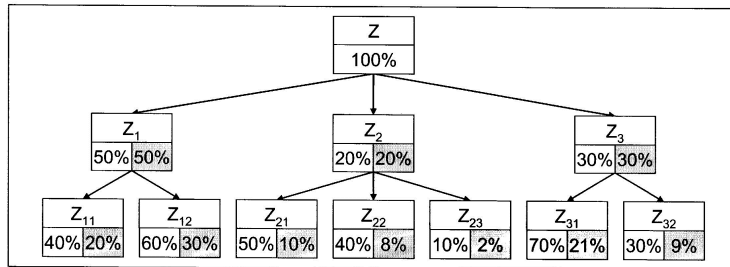 Z
100%
Z₁ Z₂ Z₃
50% 50% 20% 20% 30% 30%
Z₁₁ Z₁₂ Z₂₁ Z₂₂ Z₂₃ Z₃₁ Z₃₂
40% 20% 60% 30% 50% 10% 40% 8% 10% 2% 70% 21% 30% 9%